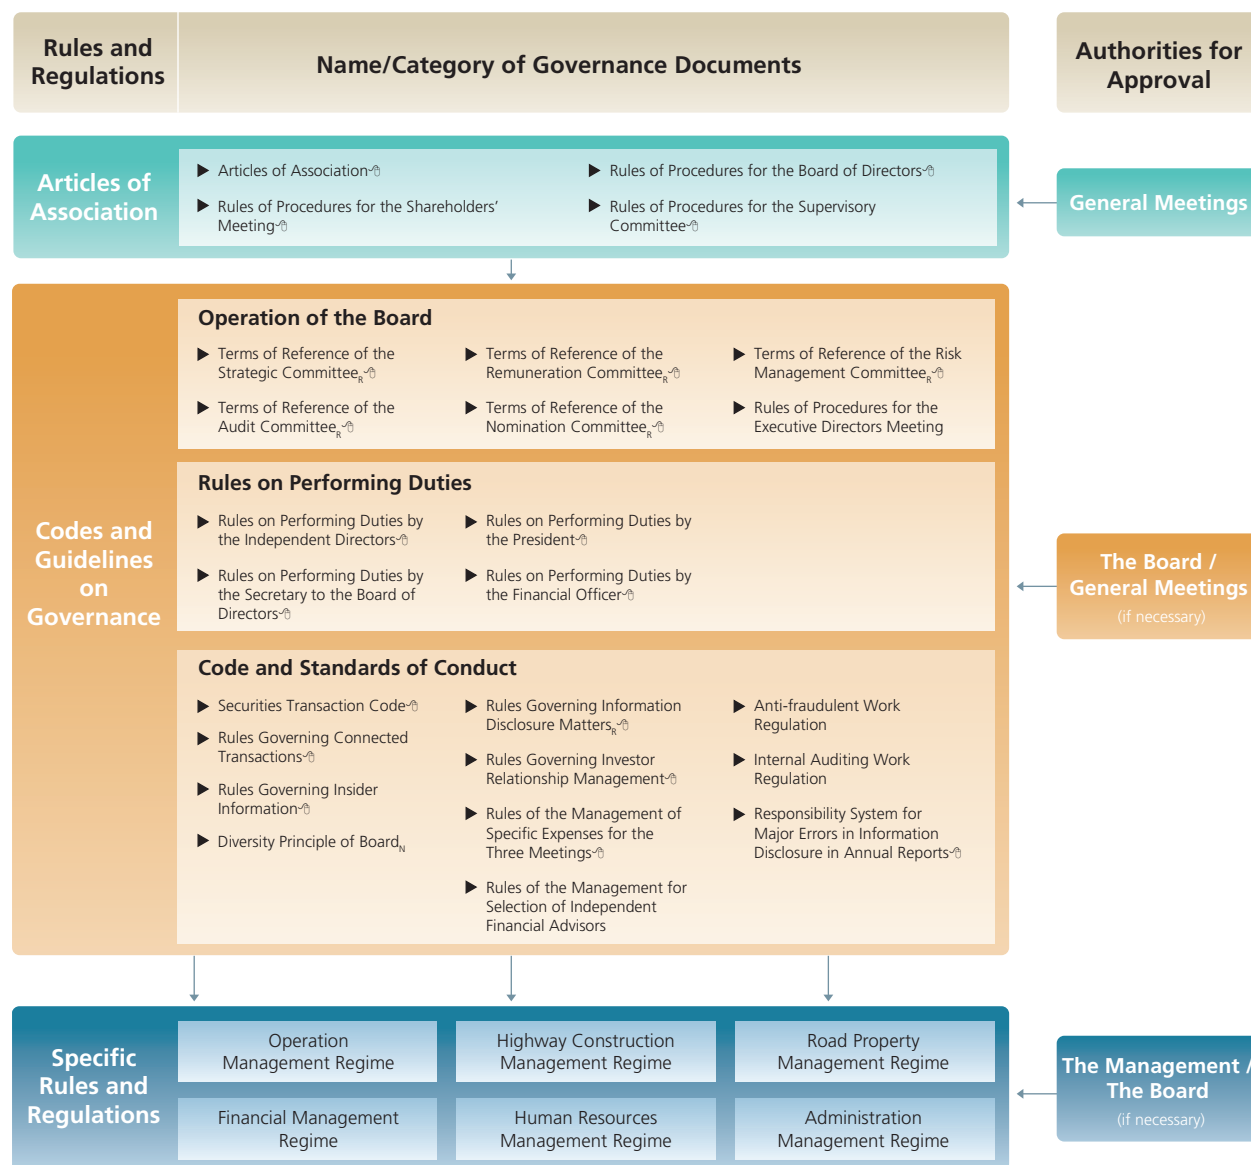 Rules and
Regulations
Name/Category of Governance Documents
Authorities for
Approval
Articles of
Association
Articles of Association
Rules of Procedures for the Shareholders'
Meeting
Rules of Procedures for the Board of Directors
Rules of Procedures for the Supervisory
Committee
General Meetings
Codes and
Guidelines
on
Governance
Operation of the Board
Terms of Reference of the
Strategic CommitteeR
Terms of Reference of the
Audit CommitteeR
Terms of Reference of the
Remuneration CommitteeR
Terms of Reference of the
Nomination CommitteeR
Terms of Reference of the Risk
Management CommitteeR
Rules of Procedures for the
Executive Directors Meeting
Rules on Performing Duties
Rules on Performing Duties by
the Independent Directors
Rules on Performing Duties by
the Secretary to the Board of
Directors
Rules on Performing Duties by
the President
Rules on Performing Duties by
the Financial Officer
Code and Standards of Conduct
Securities Transaction Code
Rules Governing Connected
Transactions
Rules Governing Insider
Information
Diversity Principle of BoardN
Rules Governing Information
Disclosure MattersR
Rules Governing Investor
Relationship Management
Rules of the Management of
Specific Expenses for the
Three Meetings
Rules of the Management for
Selection of Independent
Financial Advisors
Anti-fraudulent Work
Regulation
Internal Auditing Work
Regulation
Responsibility System for
Major Errors in Information
Disclosure in Annual Reports
The Board /
General Meetings
(if necessary)
Specific
Rules and
Regulations
Operation
Management Regime
Highway Construction
Management Regime
Road Property
Management Regime
Financial Management
Regime
Human Resources
Management Regime
Administration
Management Regime
The Management /
The Board
(if necessary)